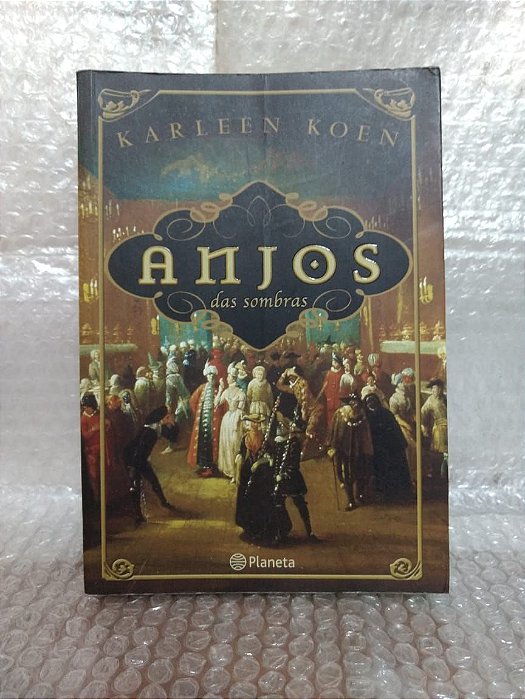 KARLEEN KOEN
ANJOS
das sombras
Planeta